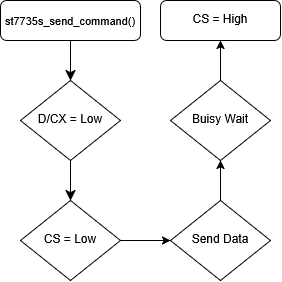 st7735s_send_command()
D/CX = Low
CS = Low
Send Data
Buisy Wait
CS = High